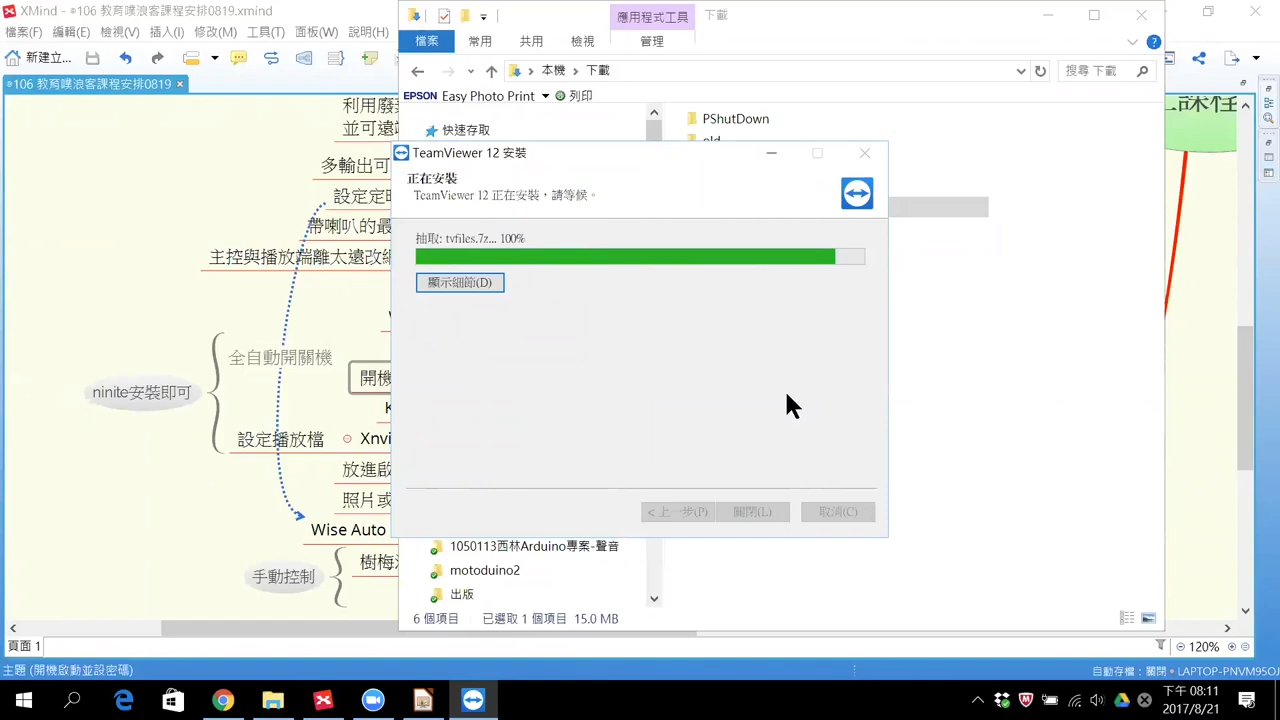 XMind - ⊕106 教育噗浪客課程安排0819.xmind
檔案(F) 編輯(E) 檢視(V) 插入(I) 修改(M) 工具(T) 面板(W) 說明(H)
新建立...
⊕106 教育噗浪客課程安排0819
並可遠
多輸出可
設定定
帶喇叭的最
主控與播放端離太遠改
全自動開關機
開機
ninite安裝即可
設定播放檔
Xnvi
放進啟
照片或
Wise Auto
手動控制
樹梅
應用程式工具
下載
檔案
常用
共用
檢視
管理
本機
下載
搜尋 下載
EPSON Easy Photo Print
列印
快速存取
PShutDown
TeamViewer 12 安裝
正在安裝
TeamViewer 12 正在安裝，請等候。
抽取: tvfiles.7z... 100%
顯示細節(D)
< 上一步(P)
關閉(L)
取消(C)
1050113西林Arduino專案-聲音
motoduino2
出版
6 個項目
已選取 1 個項目 15.0 MB
頁面 1
120%
主題 (開機啟動並設密碼)
自動存檔：關閉
LAPTOP-PNVM95OJ
下午 08:11
2017/8/21